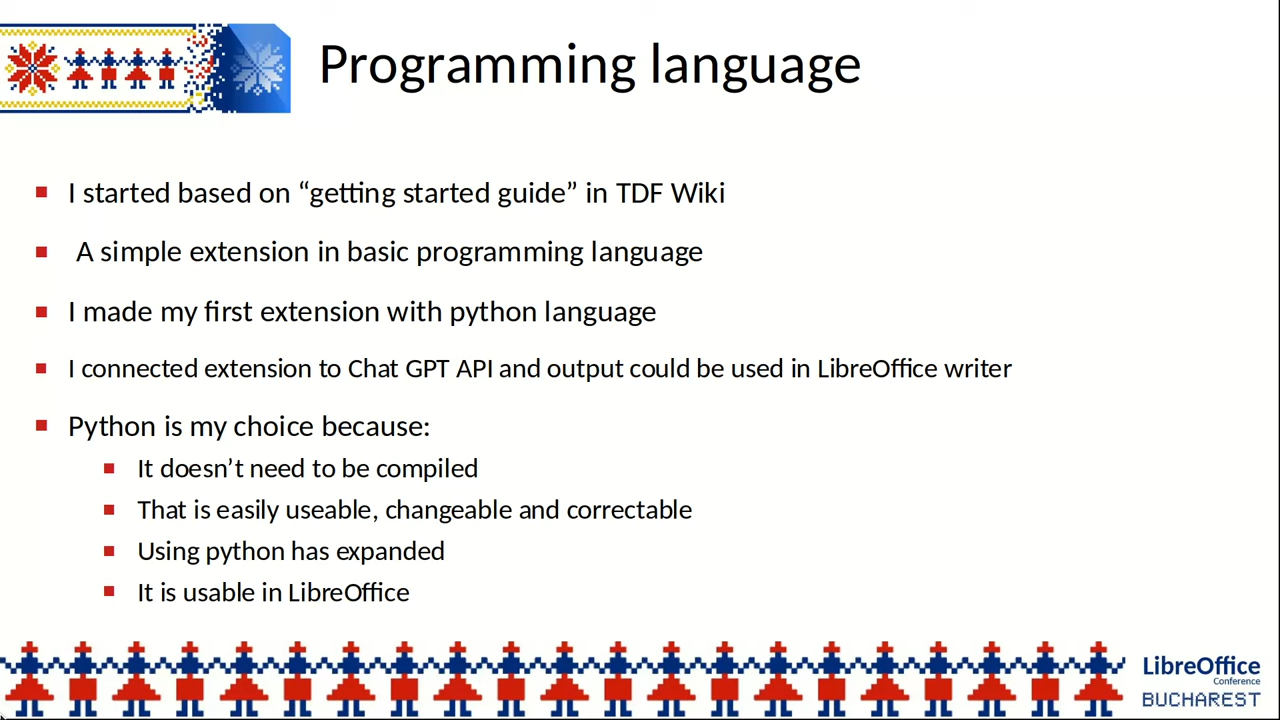 Programming language
I started based on “getting started guide” in TDF Wiki
A simple extension in basic programming language
I made my first extension with python language
I connected extension to Chat GPT API and output could be used in LibreOffice writer
Python is my choice because:
It doesn’t need to be compiled
That is easily useable, changeable and correctable
Using python has expanded
It is usable in LibreOffice
LibreOffice
Conference
BUCHAREST